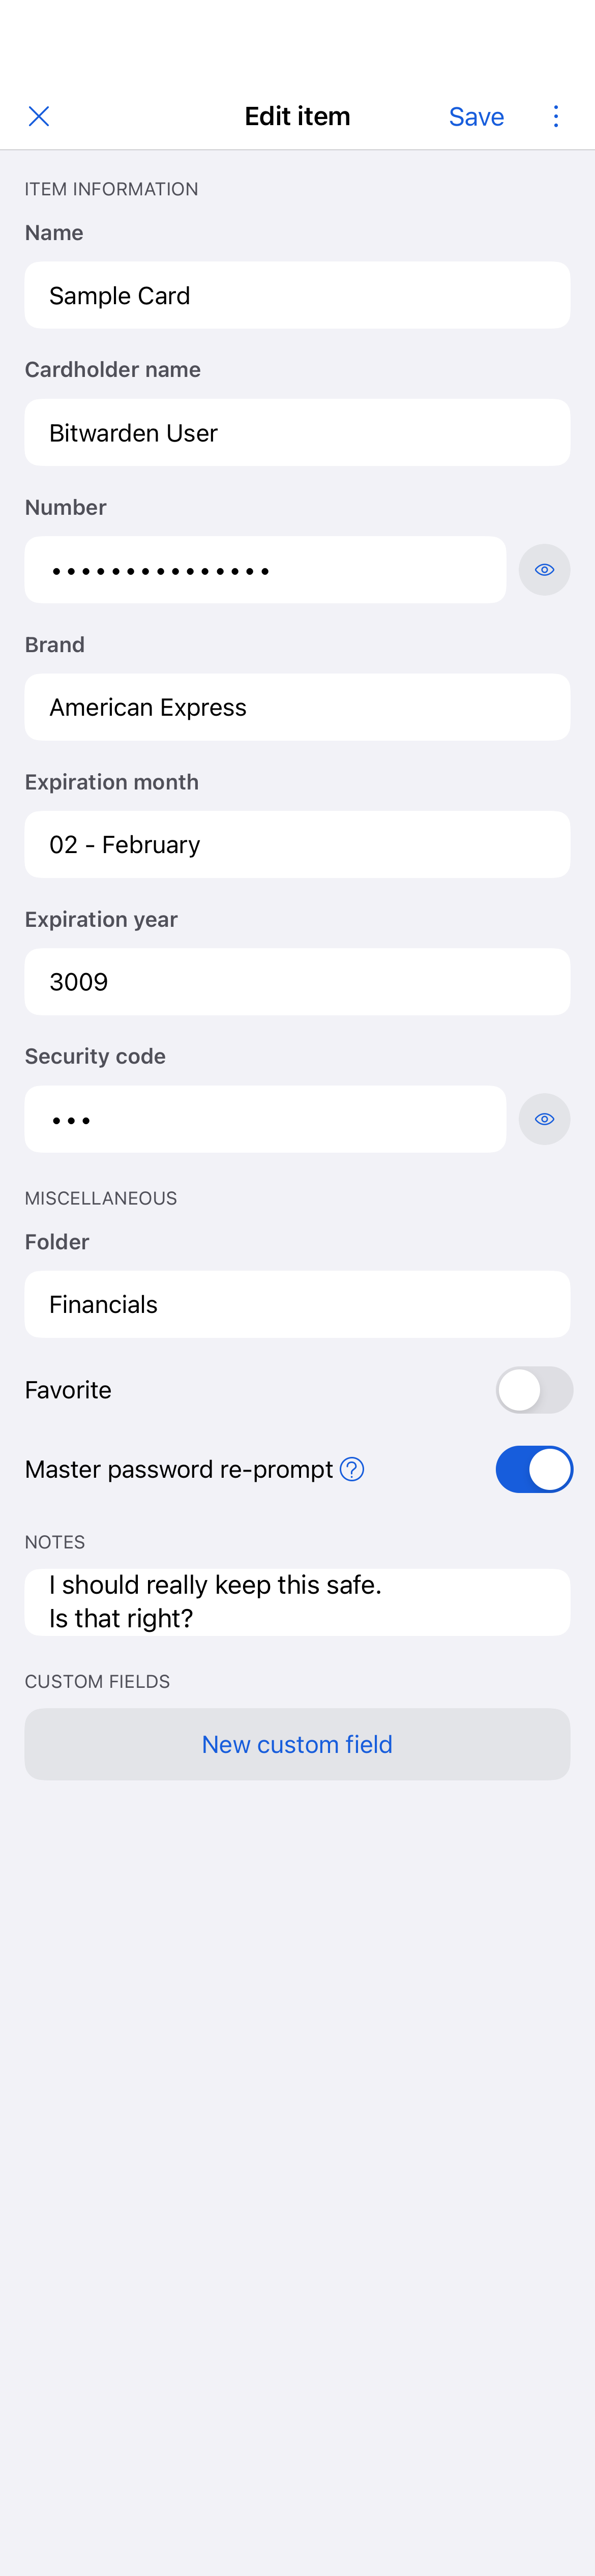 Edit item
Save
ITEM INFORMATION
Name
Sample Card
Cardholder name
Bitwarden User
Number
•••••••••••••••
Brand
American Express
Expiration month
02 - February
Expiration year
3009
Security code
•••
MISCELLANEOUS
Folder
Financials
Favorite
Master password re-prompt ?
NOTES
I should really keep this safe.
Is that right?
CUSTOM FIELDS
New custom field